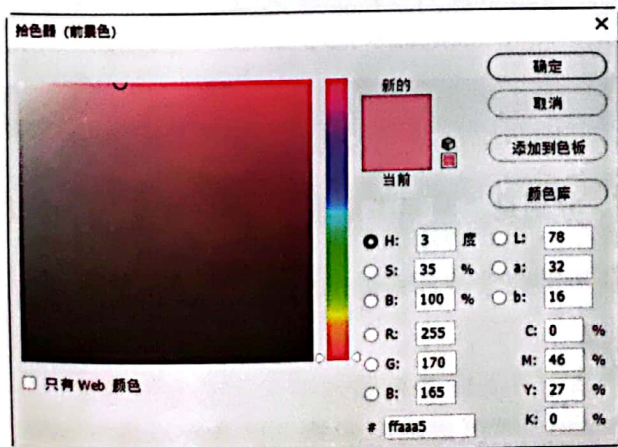 拾色器 (前景色)
新的
当前
确定
取消
添加到色板
颜色库
H: 3 度
S: 35 %
B: 100 %
R: 255
G: 170
B: 165
# ffaaa5
L: 78
a: 32
b: 16
C: 0 %
M: 46 %
Y: 27 %
K: 0 %
只有 Web 颜色